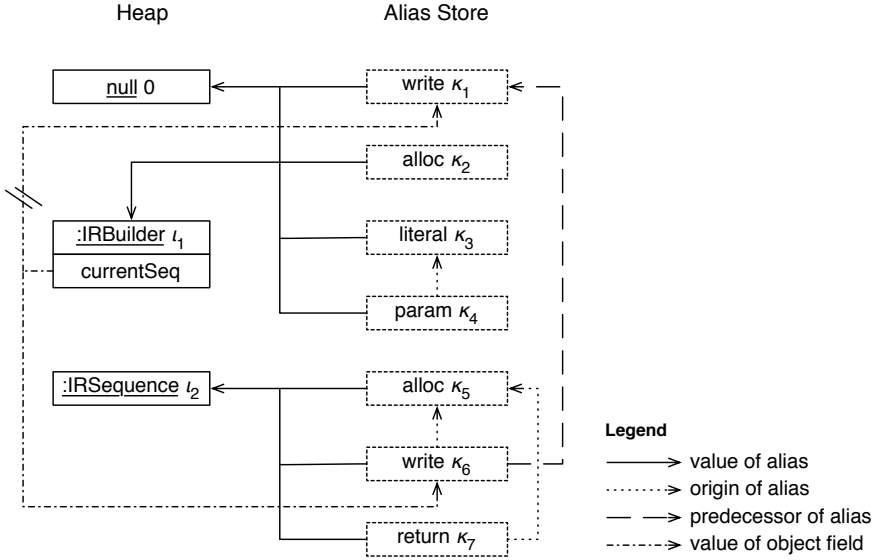 Heap
Alias Store
null 0
write κ1
alloc κ2
:IRBuilder ι1
currentSeq
literal κ3
param κ4
:IRSequence ι2
alloc κ5
write κ6
return κ7
Legend
value of alias
origin of alias
predecessor of alias
value of object field